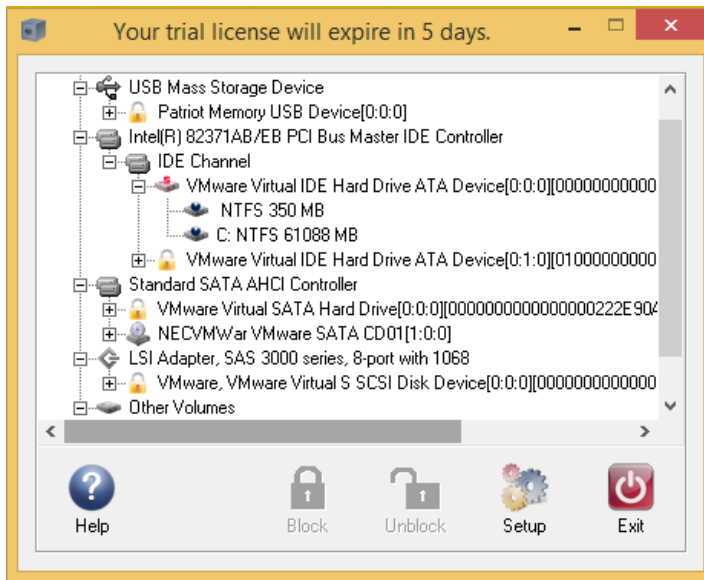 Your trial license will expire in 5 days.
USB Mass Storage Device
Patriot Memory USB Device[0:0:0]
Intel(R) 82371AB/EB PCI Bus Master IDE Controller
IDE Channel
VMware Virtual IDE Hard Drive ATA Device[0:0:0][00000000000
NTFS 350 MB
C: NTFS 61088 MB
VMware Virtual IDE Hard Drive ATA Device[0:1:0][01000000000
Standard SATA AHCI Controller
VMware Virtual SATA Hard Drive[0:0:0][0000000000000000222E90A
NECVMWar VMware SATA CD01[1:0:0]
LSI Adapter, SAS 3000 series, 8-port with 1068
VMware, VMware Virtual S SCSI Disk Device[0:0:0][0000000000000
Other Volumes
Help Block Unblock Setup Exit